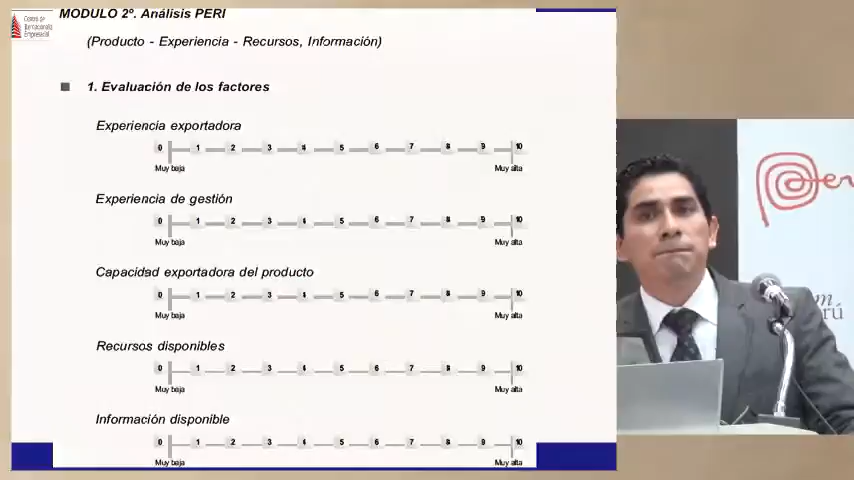 Centro de
Internacionalia
Empresarial
MODULO 2º. Análisis PERI
(Producto - Experiencia - Recursos, Información)
1. Evaluación de los factores
Experiencia exportadora
0 1 2 3 4 5 6 7 8 9 10
Muy baja Muy alta
Experiencia de gestión
0 1 2 3 4 5 6 7 8 9 10
Muy baja Muy alta
Capacidad exportadora del producto
0 1 2 3 4 5 6 7 8 9 10
Muy baja Muy alta
Recursos disponibles
0 1 2 3 4 5 6 7 8 9 10
Muy baja Muy alta
Información disponible
0 1 2 3 4 5 6 7 8 9 10
Muy baja Muy alta